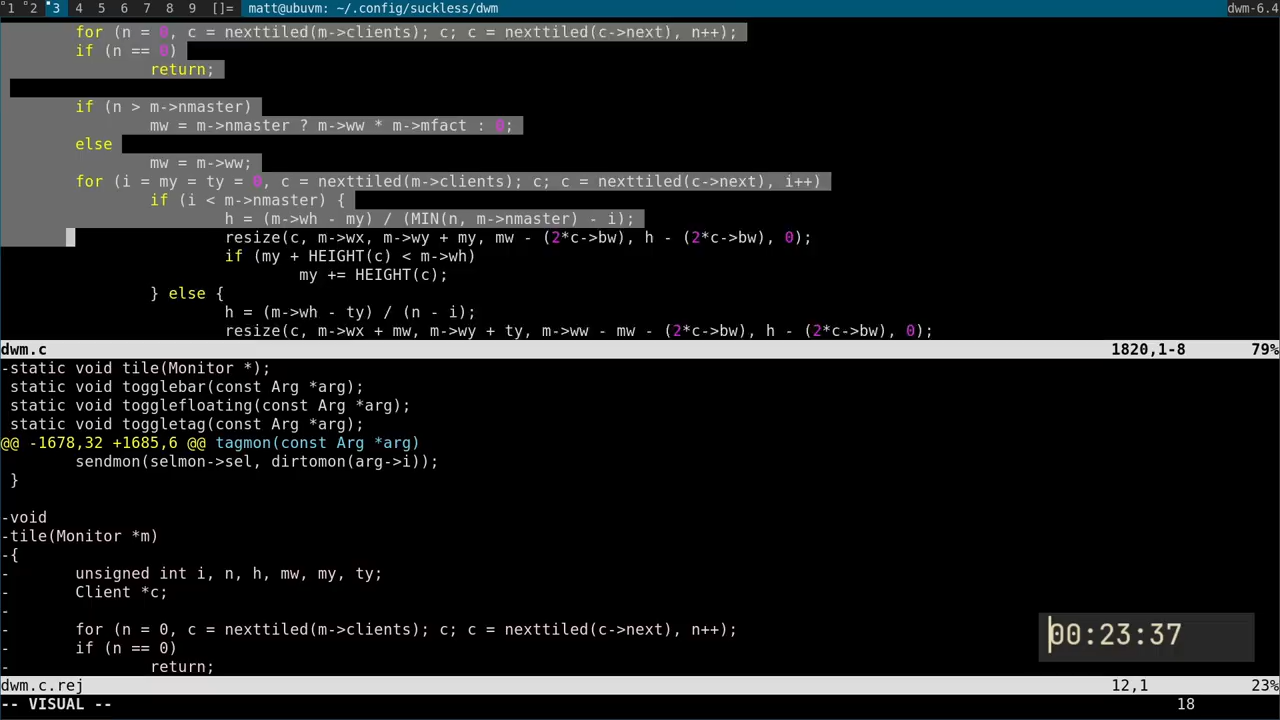 1 2 3 4 5 6 7 8 9 []= matt@ubuvm: ~/.config/suckless/dwm dwm-6.4
for (n = 0, c = nexttiled(m->clients); c; c = nexttiled(c->next), n++);
if (n == 0)
return;
if (n > m->nmaster)
mw = m->nmaster ? m->ww * m->mfact : 0;
else
mw = m->ww;
for (i = my = ty = 0, c = nexttiled(m->clients); c; c = nexttiled(c->next), i++)
if (i < m->nmaster) {
h = (m->wh - my) / (MIN(n, m->nmaster) - i);
resize(c, m->wx, m->wy + my, mw - (2*c->bw), h - (2*c->bw), 0);
if (my + HEIGHT(c) < m->wh)
my += HEIGHT(c);
} else {
h = (m->wh - ty) / (n - i);
resize(c, m->wx + mw, m->wy + ty, m->ww - mw - (2*c->bw), h - (2*c->bw), 0);
dwm.c 1820,1-8 79%
-static void tile(Monitor *);
static void togglebar(const Arg *arg);
static void togglefloating(const Arg *arg);
static void toggletag(const Arg *arg);
@@ -1678,32 +1685,6 @@ tagmon(const Arg *arg)
sendmon(selmon->sel, dirtomon(arg->i));
}
-void
-tile(Monitor *m)
-{
- unsigned int i, n, h, mw, my, ty;
- Client *c;
-
- for (n = 0, c = nexttiled(m->clients); c; c = nexttiled(c->next), n++);
- if (n == 0)
- return;
00:23:37
dwm.c.rej 12,1 23%
-- VISUAL -- 18